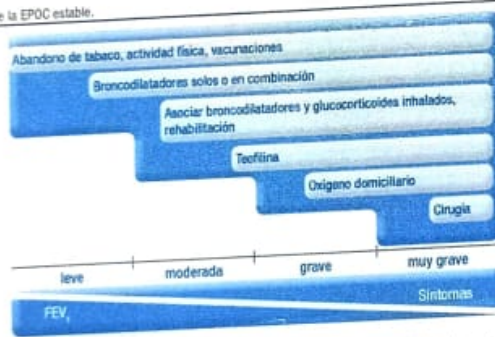 la EPOC estable.
Abandono de tabaco, actividad física, vacunaciones
Broncodilatadores solos o en combinación
Asociar broncodilatadores y glucocorticoides inhalados,
rehabilitación
Teofilina
Oxígeno domiciliario
Cirugía
leve moderada grave muy grave
Síntomas
FEV₁